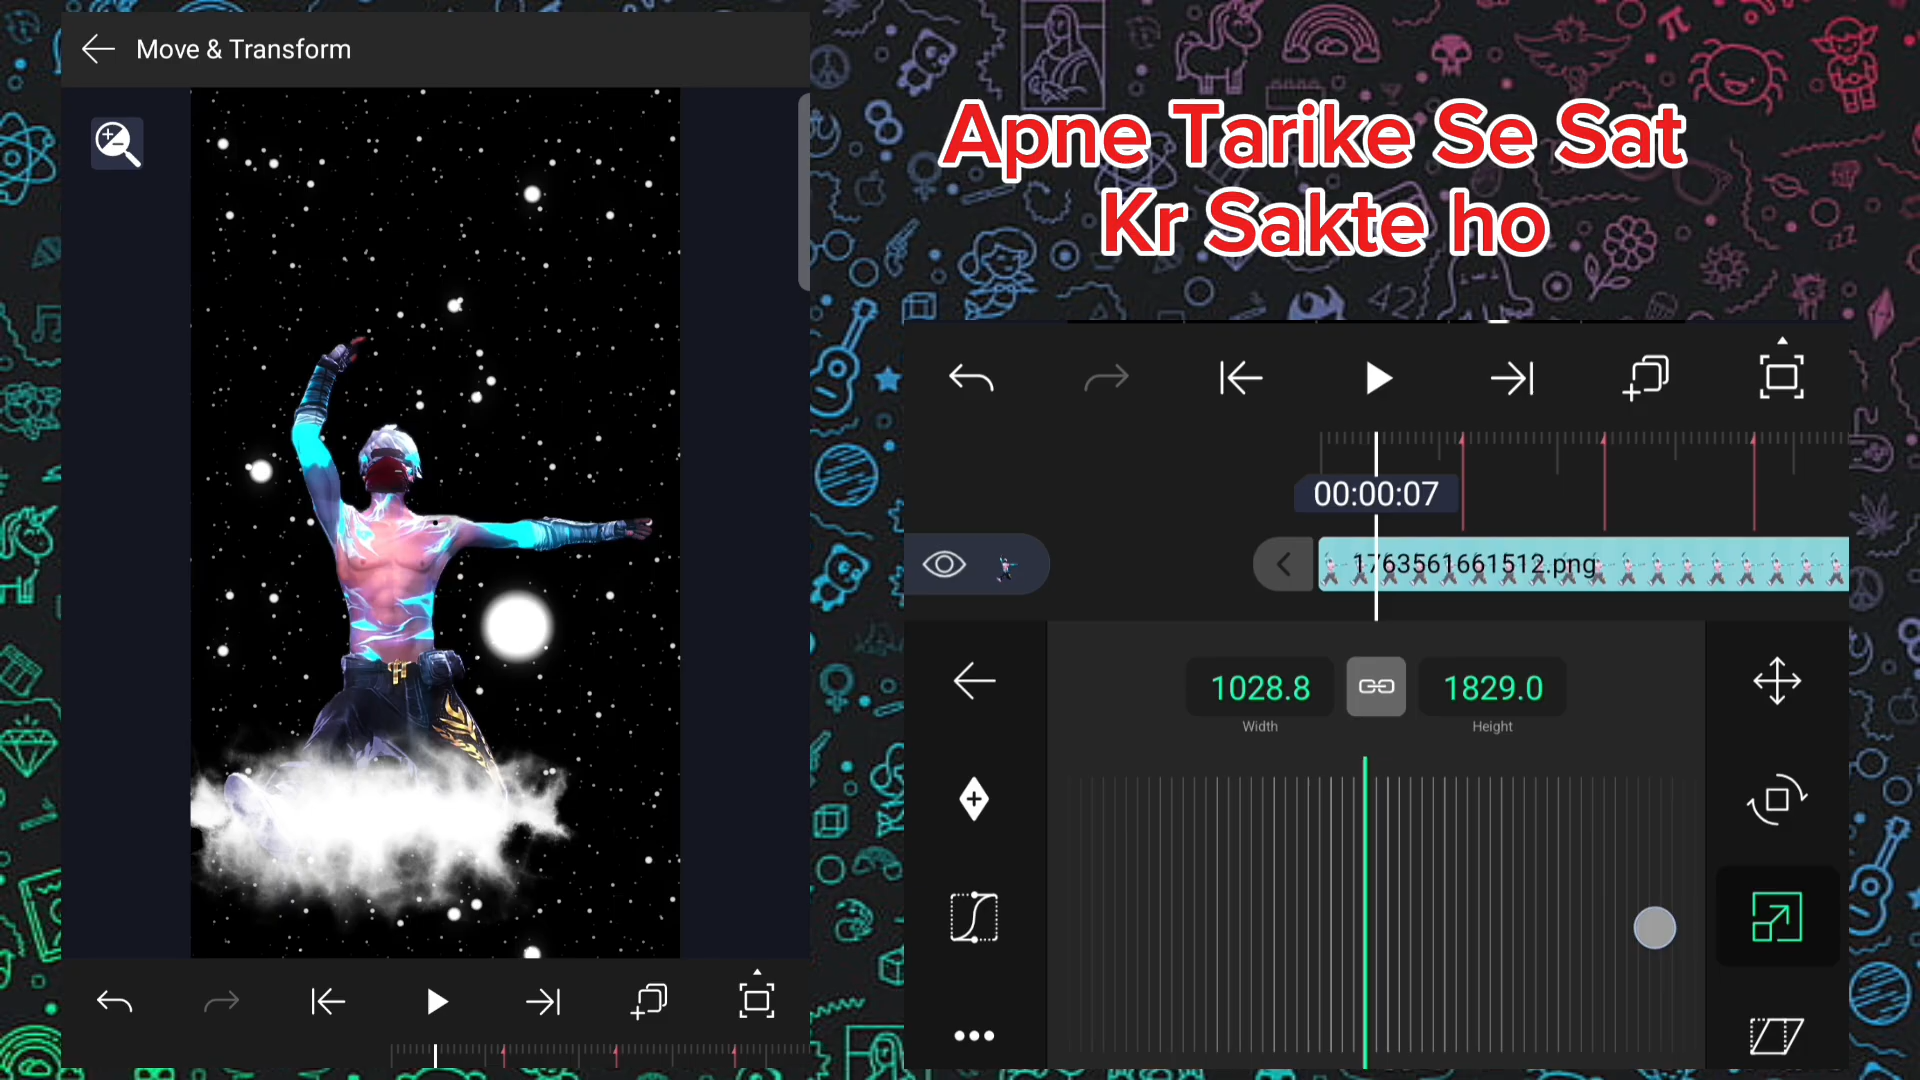 Move & Transform
Apne Tarike Se Sat
Kr Sakte ho
00:00:07
1763561661512.png
1028.8
1829.0
Width
Height